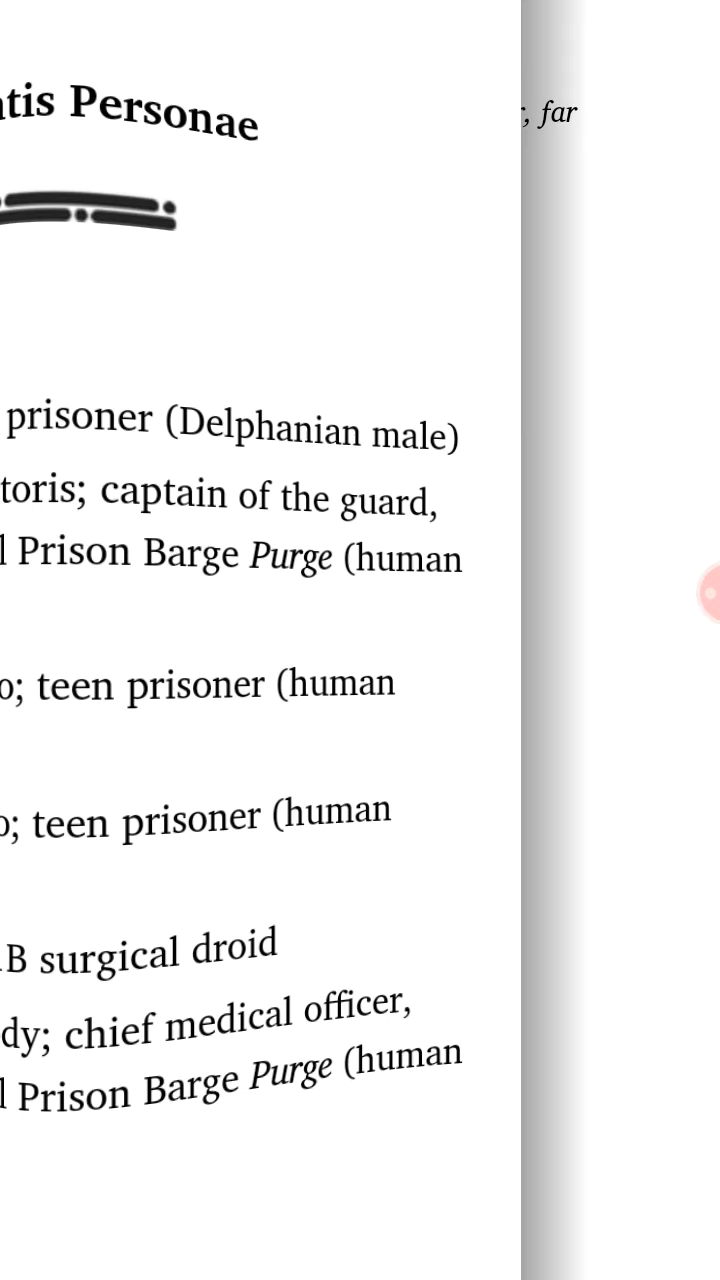 tis Personae
r, far
prisoner (Delphanian male)
toris; captain of the guard,
l Prison Barge Purge (human
o; teen prisoner (human
o; teen prisoner (human
B surgical droid
dy; chief medical officer,
l Prison Barge Purge (human